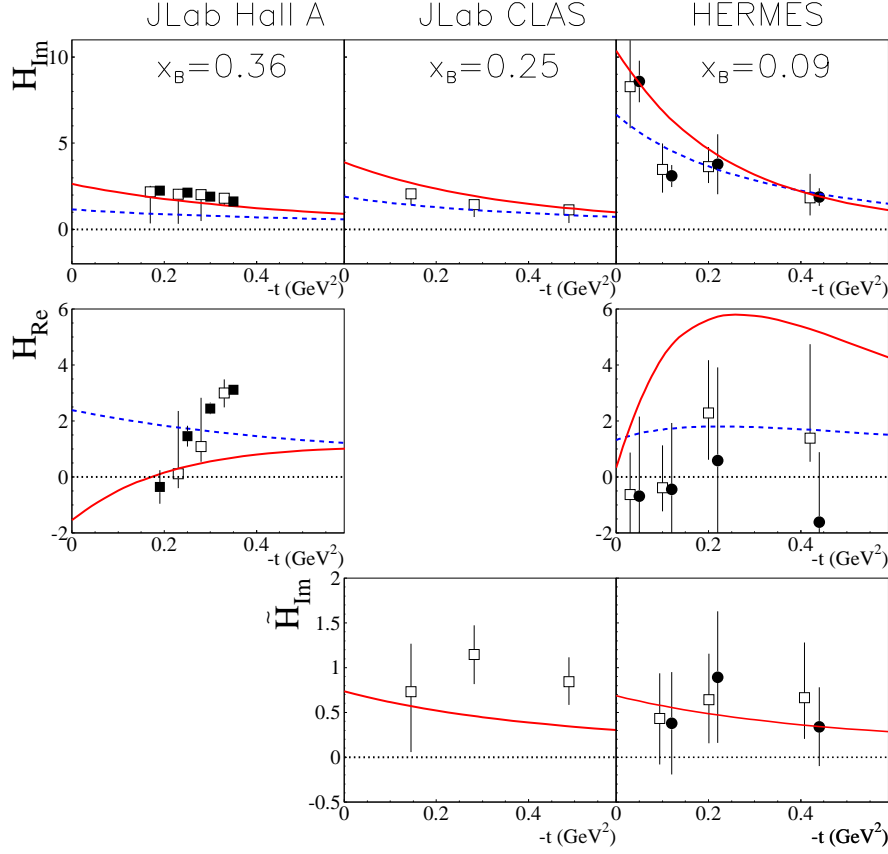 JLab Hall A JLab CLAS HERMES
x_B=0.36 x_B=0.25 x_B=0.09
H_Im
10
5
0
0 0.2 0.4 0.2 0.4 0 0.2 0.4
-t (GeV²) -t (GeV²) -t (GeV²)
H_Re
6 6
4 4
2 2
0 0
-2 -2
0 0.2 0.4 0 0.2 0.4
-t (GeV²) -t (GeV²)
H̃_Im
2
1.5
1
0.5
0
-0.5
0 0.2 0.4 0 0.2 0.4
-t (GeV²) -t (GeV²)